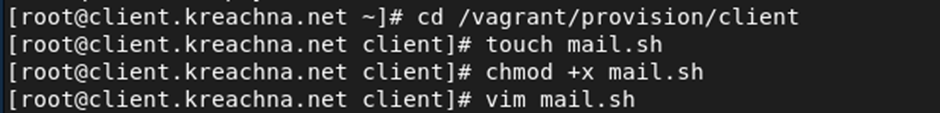 [root@client.kreachna.net ~]# cd /vagrant/provision/client
[root@client.kreachna.net client]# touch mail.sh
[root@client.kreachna.net client]# chmod +x mail.sh
[root@client.kreachna.net client]# vim mail.sh